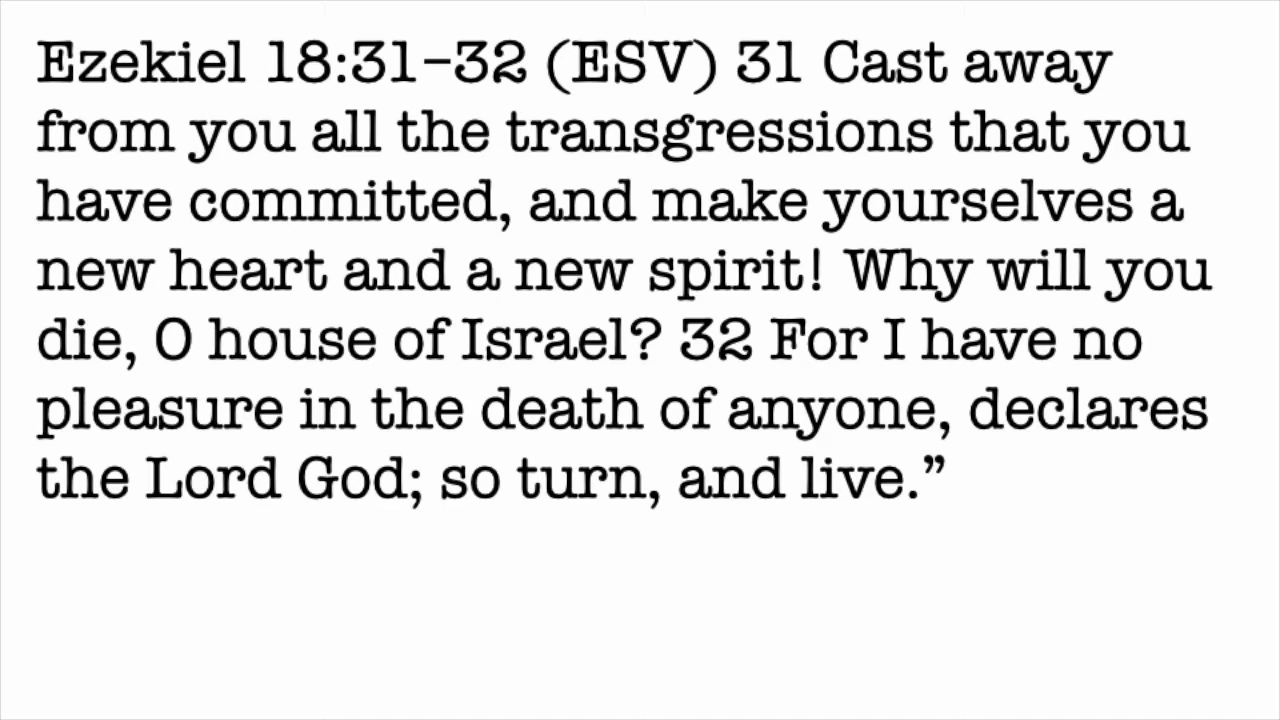 Ezekiel 18:31–32 (ESV) 31 Cast away
from you all the transgressions that you
have committed, and make yourselves a
new heart and a new spirit! Why will you
die, O house of Israel? 32 For I have no
pleasure in the death of anyone, declares
the Lord God; so turn, and live.”